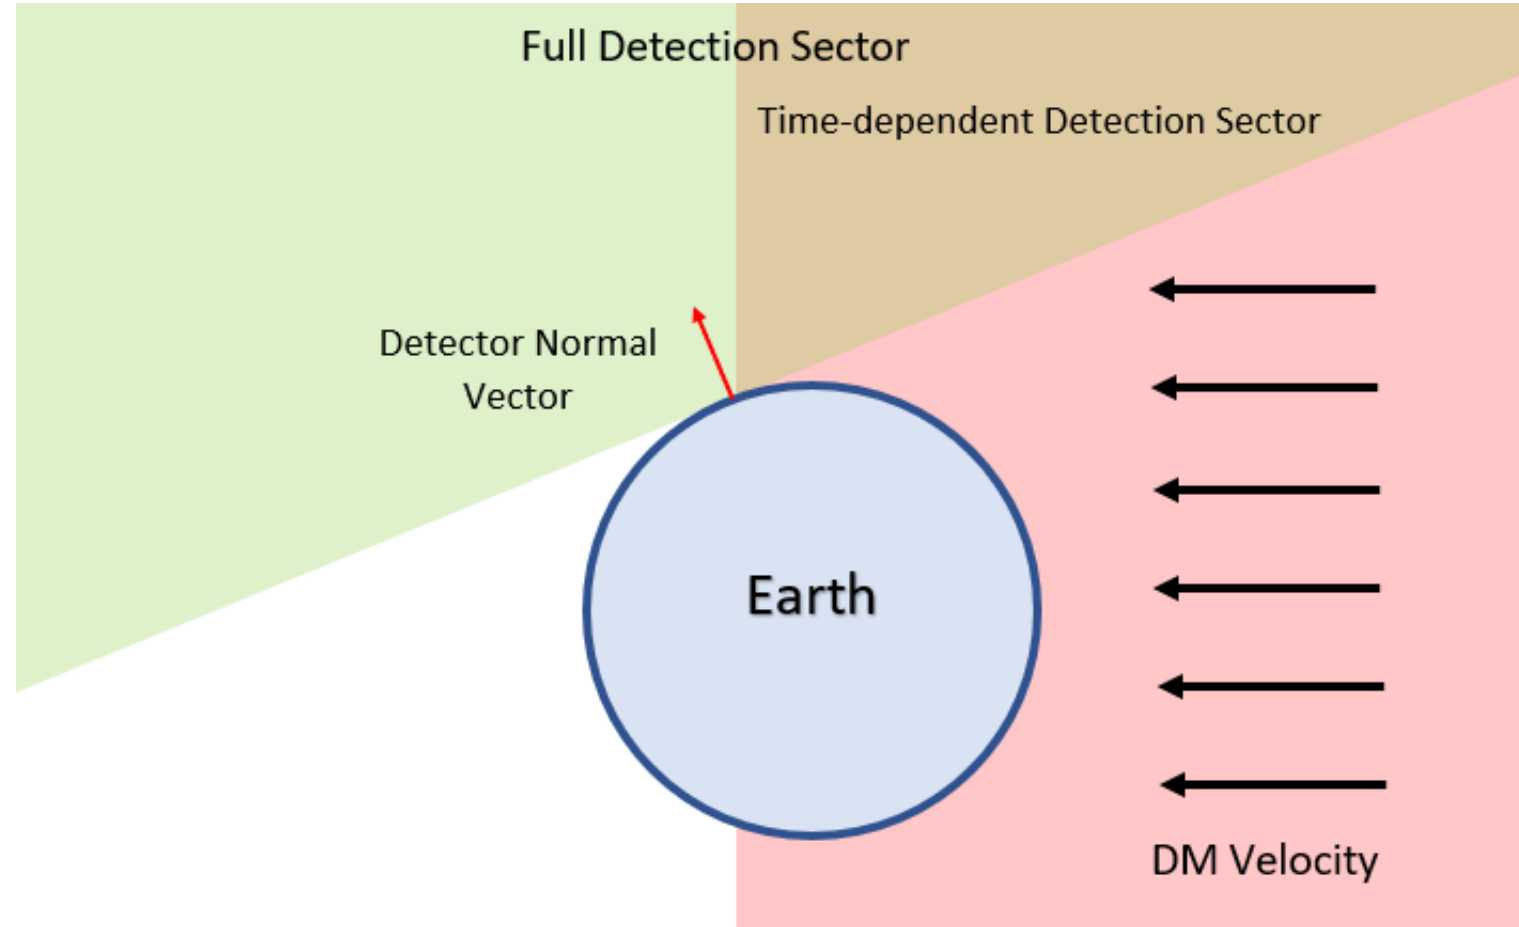 Full Detection Sector
Time-dependent Detection Sector
Detector Normal
Vector
Earth
DM Velocity